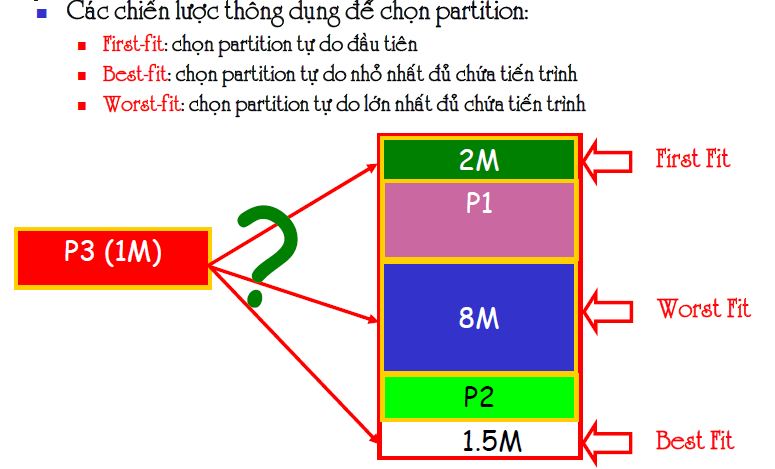 Các chiến lược thông dụng để chọn partition:
First-fit: chọn partition tự do đầu tiên
Best-fit: chọn partition tự do nhỏ nhất đủ chứa tiến trình
Worst-fit: chọn partition tự do lớn nhất đủ chứa tiến trình
2M
First Fit
P1
P3 (1M)
?
8M
Worst Fit
P2
1.5M
Best Fit